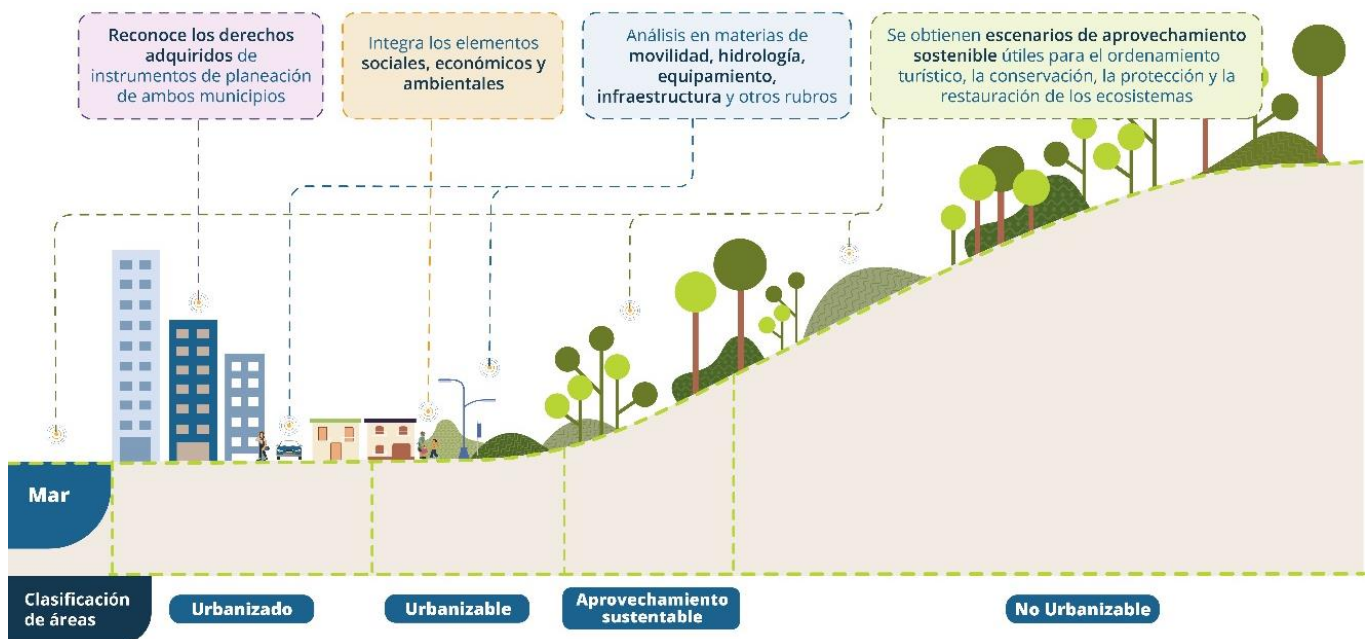 Reconoce los derechos
adquiridos de
instrumentos de planeación
de ambos municipios
Integra los elementos
sociales, económicos y
ambientales
Análisis en materias de
movilidad, hidrología,
equipamiento,
infraestructura y otros rubros
Se obtienen escenarios de aprovechamiento
sostenible útiles para el ordenamiento
turístico, la conservación, la protección y la
restauración de los ecosistemas
Mar
Clasificación
de áreas
Urbanizado
Urbanizable
Aprovechamiento
sustentable
No Urbanizable